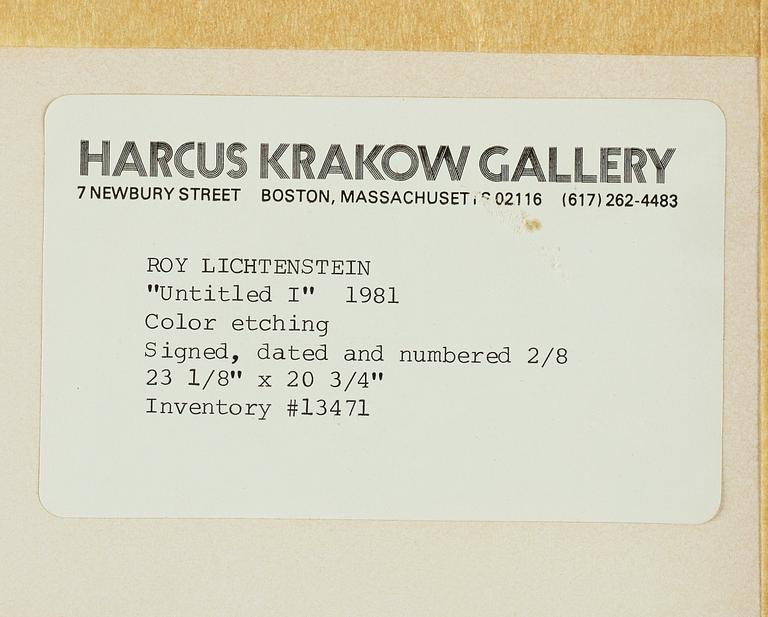 HARCUS KRAKOW GALLERY
7 NEWBURY STREET BOSTON, MASSACHUSETTS 02116 (617) 262-4483
ROY LICHTENSTEIN
"Untitled I" 1981
Color etching
Signed, dated and numbered 2/8
23 1/8" x 20 3/4"
Inventory #13471